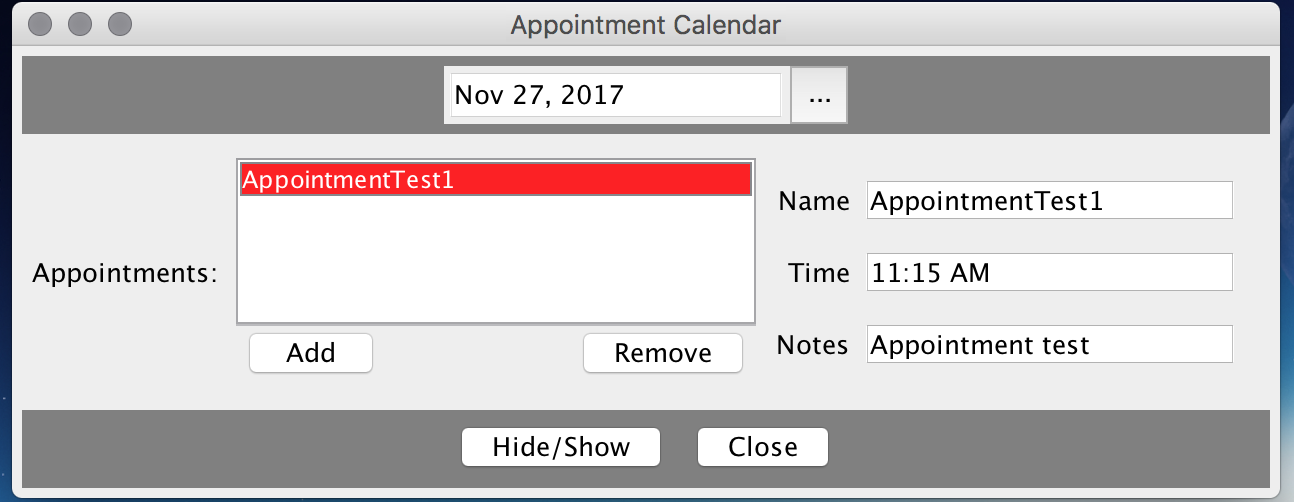 Appointment Calendar
Nov 27, 2017
...
AppointmentTest1
Appointments:
Add
Remove
Name
AppointmentTest1
Time
11:15 AM
Notes
Appointment test
Hide/Show
Close